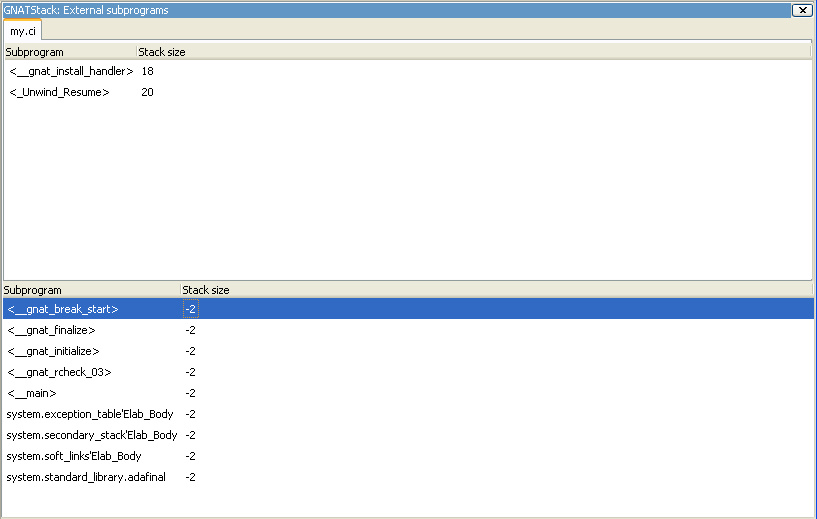 GNATStack: External subprograms
my.ci
Subprogram Stack size
<__gnat_install_handler> 18
<_Unwind_Resume> 20
Subprogram Stack size
<__gnat_break_start> -2
<__gnat_finalize> -2
<__gnat_initialize> -2
<__gnat_rcheck_03> -2
<__main> -2
system.exception_table'Elab_Body -2
system.secondary_stack'Elab_Body -2
system.soft_links'Elab_Body -2
system.standard_library.adafinal -2